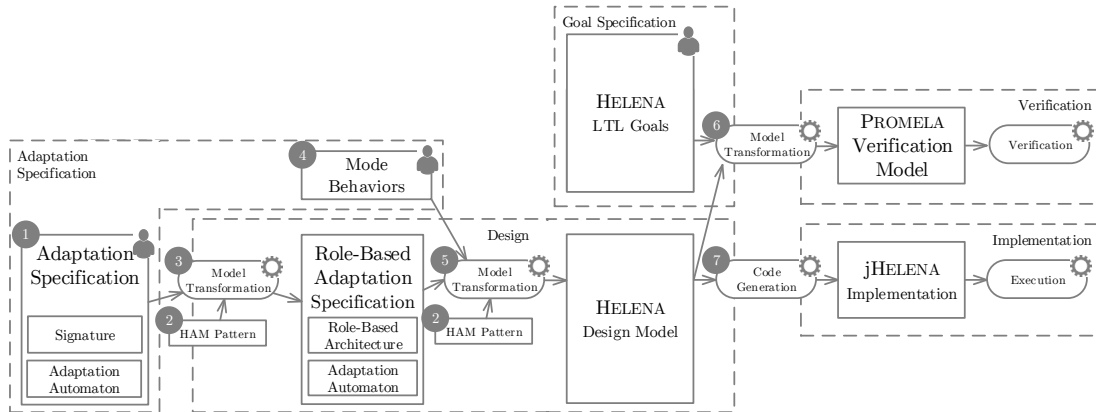 Goal Specification
HELENA
LTL Goals
6
Model
Transformation
Verification
PROMELA
Verification
Model
Verification
Adaptation
Specification
4
Mode
Behaviors
1
Adaptation
Specification
Signature
Adaptation
Automaton
3
Model
Transformation
2
HAM Pattern
Design
Role-Based
Adaptation
Specification
Role-Based
Architecture
Adaptation
Automaton
5
Model
Transformation
2
HAM Pattern
HELENA
Design Model
7
Code
Generation
Implementation
jHELENA
Implementation
Execution